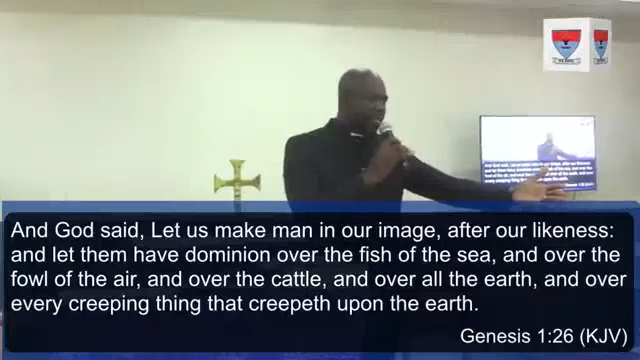 And God said, Let us make man in our image, after our likeness:
and let them have dominion over the fish of the sea, and over the
fowl of the air, and over the cattle, and over all the earth, and over
every creeping thing that creepeth upon the earth.
Genesis 1:26 (KJV)